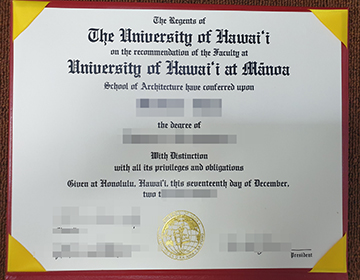 The Regents of
The University of Hawai'i
on the recommendation of the Faculty at
University of Hawai'i at Mānoa
School of Architecture have conferred upon
the degree of
With Distinction
with all its privileges and obligations
Given at Honolulu, Hawai'i, this seventeenth day of December,
two
President